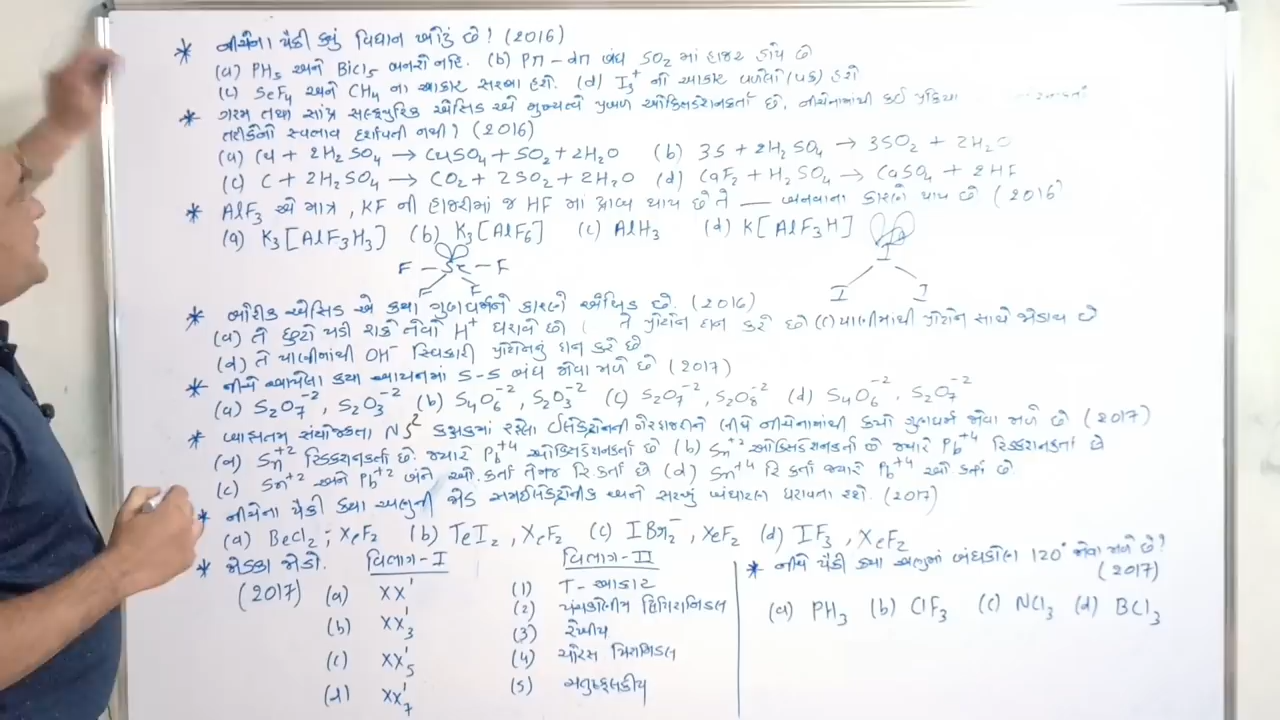 * નીચેના પૈકી કયું વિધાન ખોટું છે? (2016)
(a) PH₅ અને BiCl₅ બનશે નહિ. (b) Pπ - dπ બંધ SO₂ માં હાજર હોય છે
(c) SeF₄ અને CH₄ ના આકાર સરખા હશે. (d) I₃⁺ નો આકાર વળેલો (વક્ર) હશે
* ગરમ તથા સાંદ્ર સલ્ફ્યુરિક એસિડ એ મુખ્યત્વે પ્રબળ ઓક્સિડેશનકર્તા છે. નીચેનામાંથી કઈ પ્રક્રિયા
તરીકેનો સ્વભાવ દર્શાવતી નથી? (2016)
(a) Cu + 2H₂SO₄ → CuSO₄ + SO₂ + 2H₂O (b) 3S + 2H₂SO₄ → 3SO₂ + 2H₂O
(c) C + 2H₂SO₄ → CO₂ + 2SO₂ + 2H₂O (d) CaF₂ + H₂SO₄ → CaSO₄ + 2HF
* AlF₃ એ માત્ર, KF ની હાજરીમાં જ HF માં દ્રાવ્ય થાય છે તે ___ બનવાના કારણે થાય છે (2016
(a) K₃[AlF₃H₃] (b) K₃[AlF₆] (c) AlH₃ (d) K[AlF₃H]
F - Se - F
F F
I
I I
* બોરીક એસિડ એ કયા ગુણધર્મને કારણે એસિડ છે. (2016)
(a) તે છુટો પડી શકે તેવો H⁺ ધરાવે છે ( તે પ્રોટોન દાન કરે છે (c) પાણીમાંથી પ્રોટોન સાથે જોડાય છે
(d) તે પાણીમાંથી OH⁻ સ્વિકારી પ્રોટોનનું દાન કરે છે
* નીચે આપેલા કયા આયનમાં S-S બંધ જોવા મળે છે (2017)
(a) S₂O₇⁻², S₂O₃⁻² (b) S₄O₆⁻², S₂O₃⁻² (c) S₂O₇⁻², S₂O₈⁻² (d) S₄O₆⁻², S₂O₇⁻²
* બ્યાહ્યતમ સંયોજકતા NS² કક્ષકમાં રહેલા ઈલેક્ટ્રોનની ગેરહાજરીને લીધે નીચેનામાંથી કયો ગુણધર્મ જોવા મળે છે (2017)
(a) Sn⁺² રિડક્શનકર્તા છે. જ્યારે Pb⁺⁴ ઓક્સિડેશનકર્તા છે (b) Sn⁺² ઓક્સિડેશનકર્તા છે જ્યારે Pb⁺⁴ રિડક્શનકર્તા છે
(c) Sn⁺² અને Pb⁺² બંને ઓ.કર્તા તેમજ રિ કર્તા છે (d) Sn⁺⁴ રિ કર્તા જ્યારે Pb⁺⁴ ઓ કર્તા છે
* નીચેના પૈકી કયા અણુની જોડ સમઈલેક્ટ્રોનીક અને સરખું બંધારણ ધરાવતા હશે. (2017)
(a) BeCl₂, XeF₂ (b) TeI₂, XeF₂ (c) IBr₂⁻, XeF₂ (d) IF₃, XeF₂
* જોડકા જોડો. વિભાગ-I વિભાગ-II
(2017) (a) XX' (1) T-આકાર
(b) XX'₃ (2) પંચકોણીય દ્વિપિરામિડલ
(3) રેખીય
(c) XX'₅ (4) ચોરસ પિરામિડલ
(d) XX'₇ (5) ચતુષ્ફલકીય
* નીચે પૈકી કયા અણુમાં બંધકોણ 120° જોવા મળે છે?
(2017)
(a) PH₃ (b) ClF₃ (c) NCl₃ (d) BCl₃